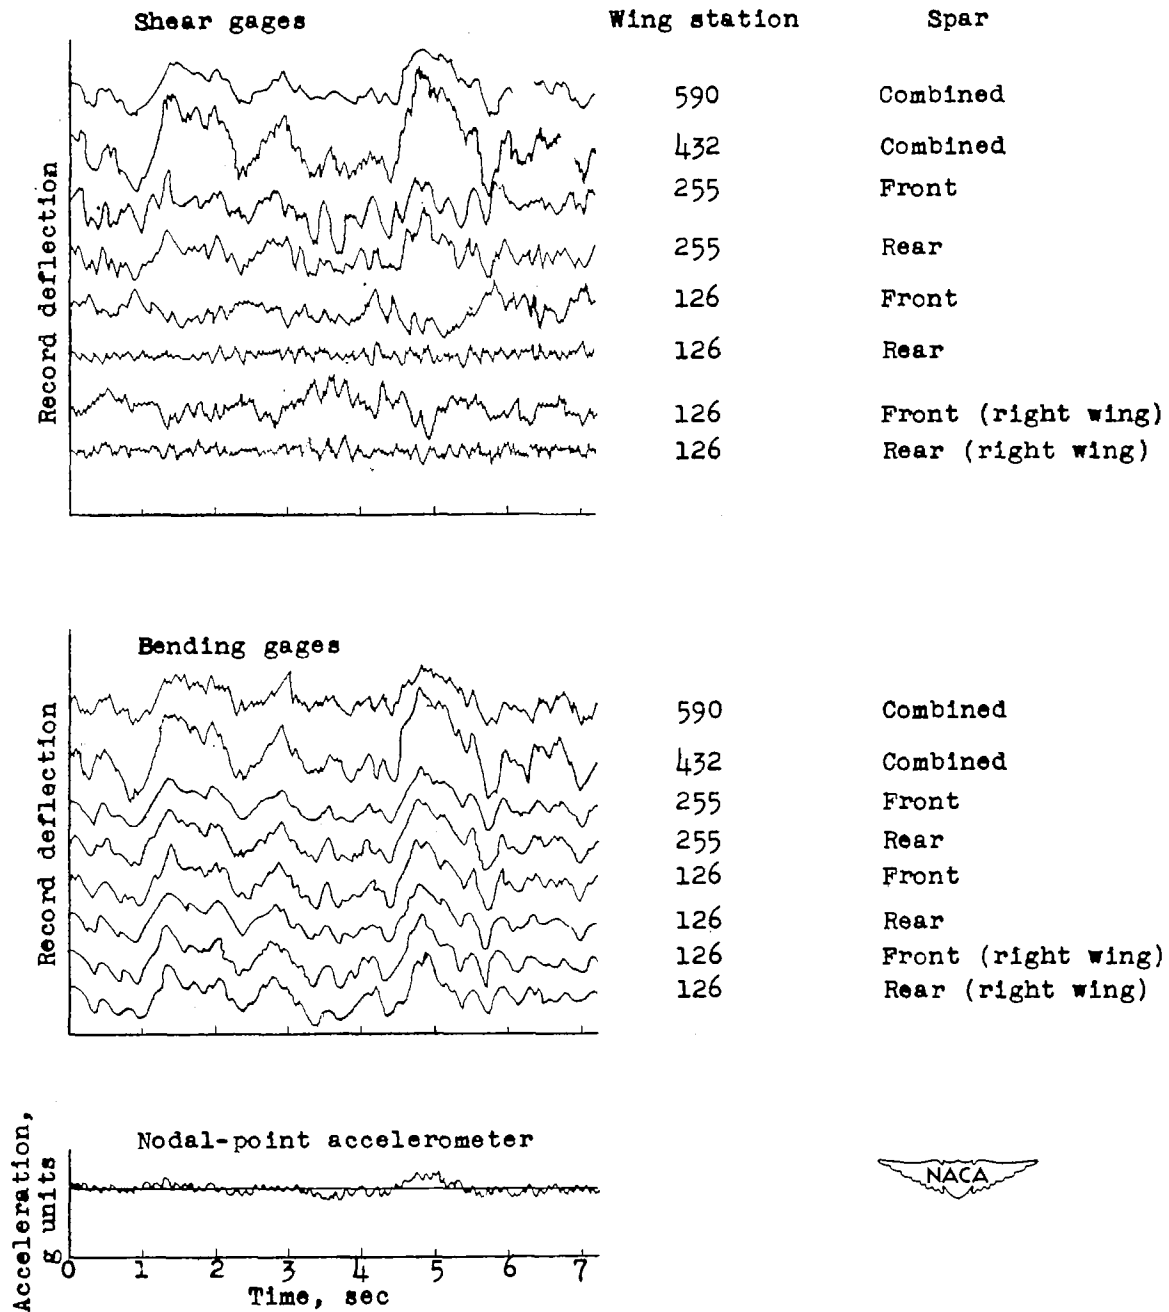 Shear gages Wing station Spar
590 Combined
432 Combined
255 Front
255 Rear
126 Front
126 Rear
126 Front (right wing)
126 Rear (right wing)
Record deflection
Bending gages
590 Combined
432 Combined
255 Front
255 Rear
126 Front
126 Rear
126 Front (right wing)
126 Rear (right wing)
Record deflection
Nodal-point accelerometer
Acceleration,
g units
NACA
0 1 2 3 4 5 6 7
Time, sec